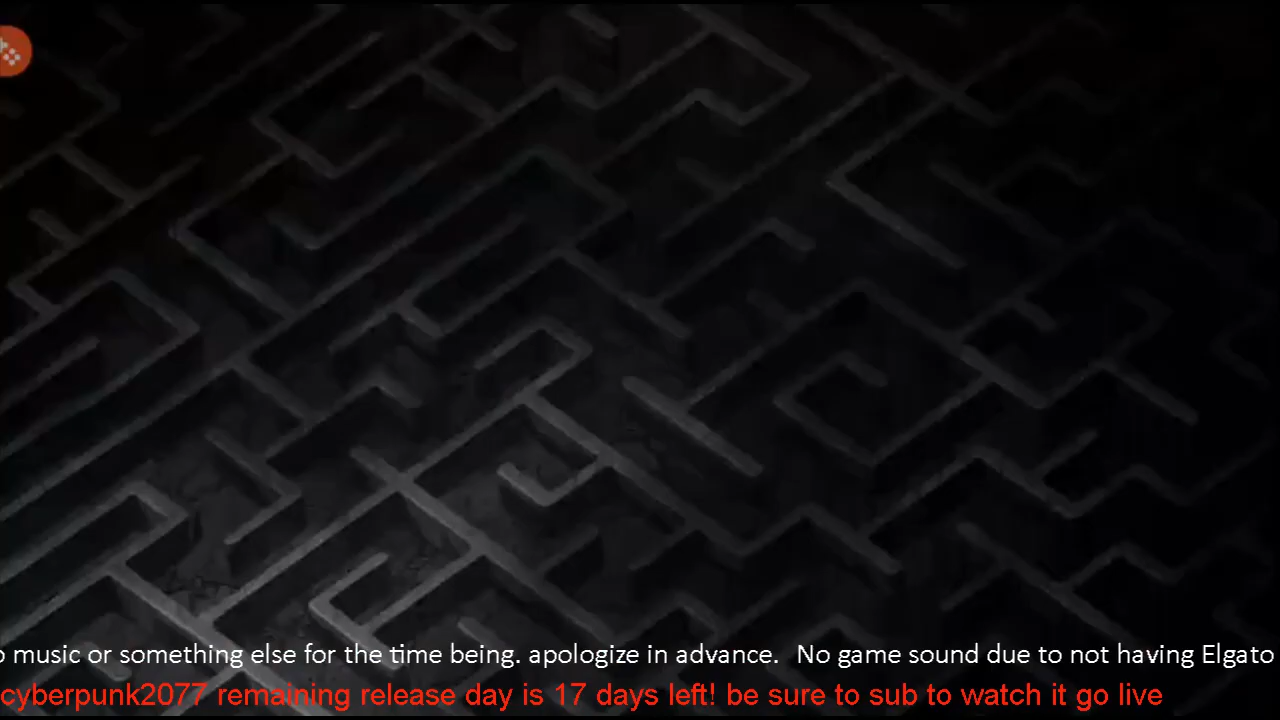 music or something else for the time being. apologize in advance. No game sound due to not having Elgato
cyberpunk2077 remaining release day is 17 days left! be sure to sub to watch it go live